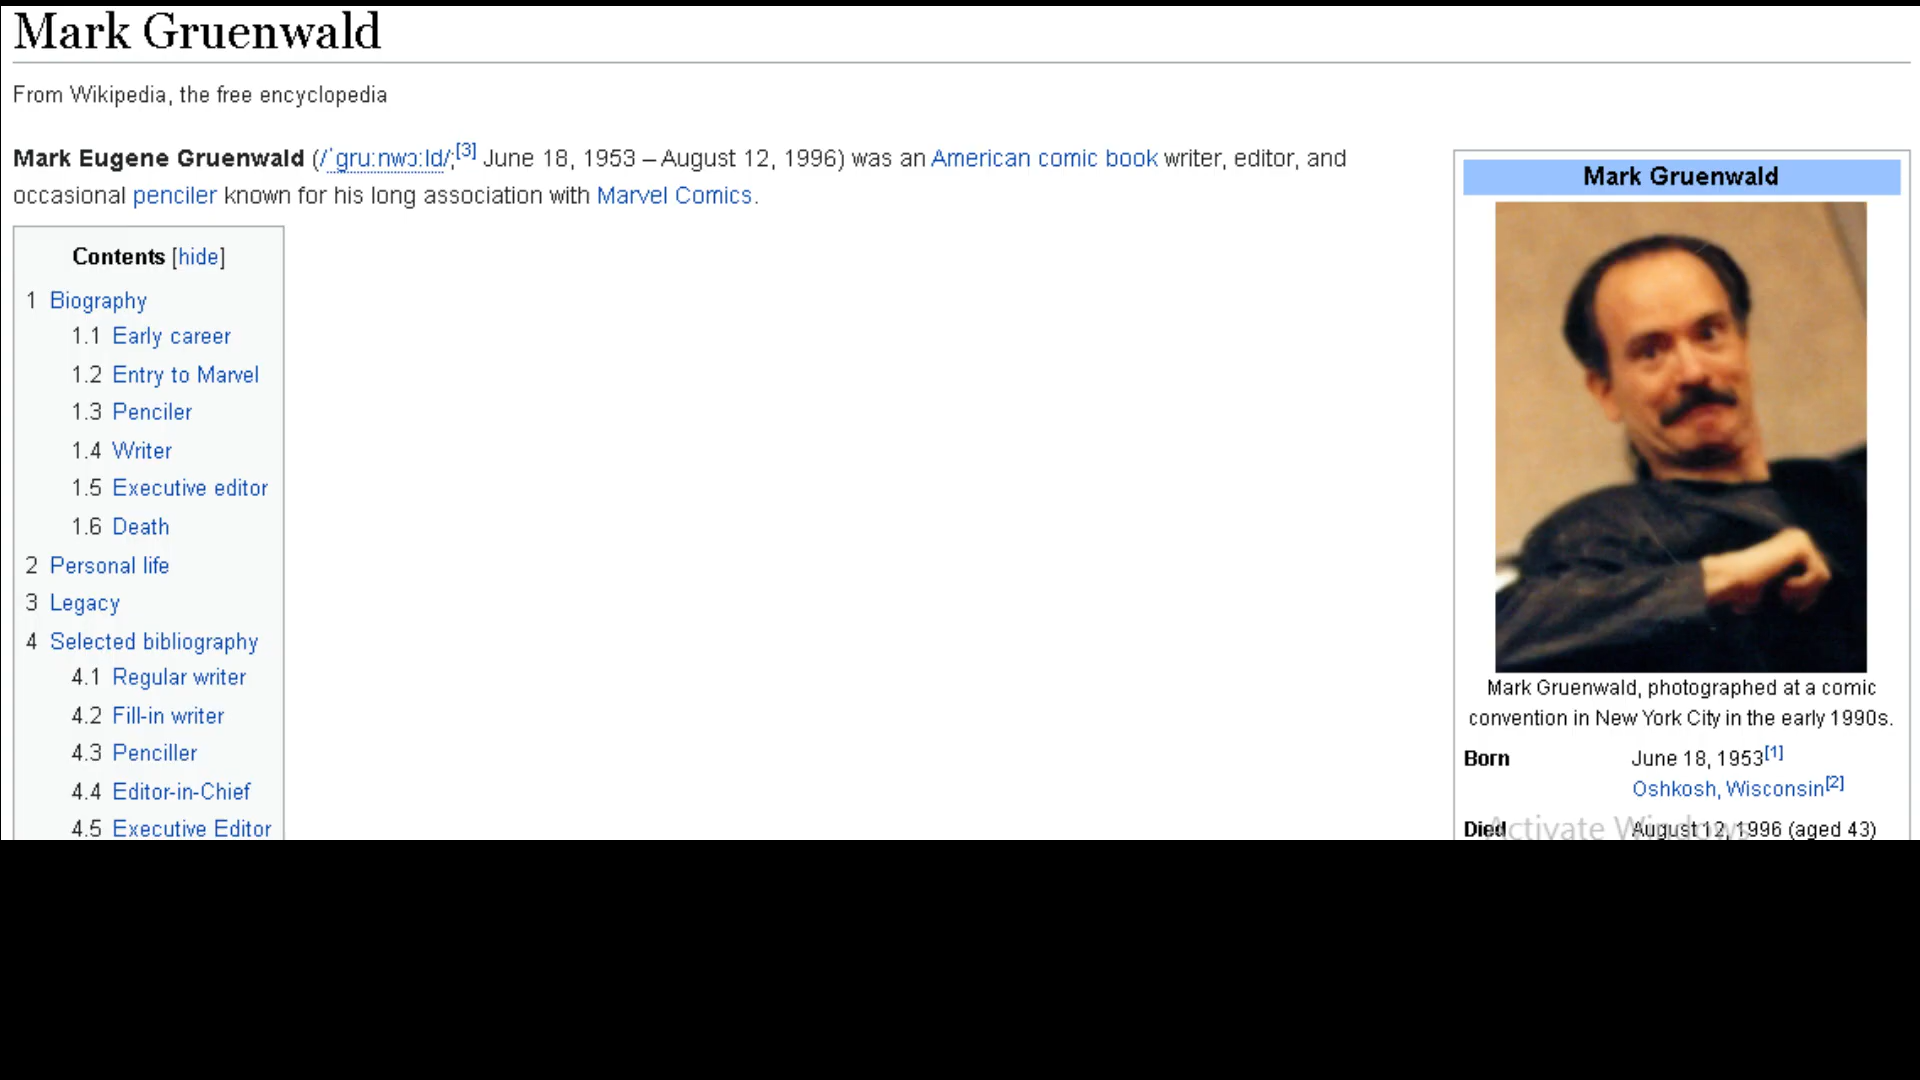 Mark Gruenwald
From Wikipedia, the free encyclopedia
Mark Eugene Gruenwald (/ˈɡruːnwɔːld/;[3] June 18, 1953 – August 12, 1996) was an American comic book writer, editor, and
occasional penciler known for his long association with Marvel Comics.
Contents [hide]
1 Biography
1.1 Early career
1.2 Entry to Marvel
1.3 Penciler
1.4 Writer
1.5 Executive editor
1.6 Death
2 Personal life
3 Legacy
4 Selected bibliography
4.1 Regular writer
4.2 Fill-in writer
4.3 Penciller
4.4 Editor-in-Chief
4.5 Executive Editor
Mark Gruenwald
Mark Gruenwald, photographed at a comic
convention in New York City in the early 1990s.
Born June 18, 1953[1]
Oshkosh, Wisconsin[2]
Died August 12, 1996 (aged 43)
Activate Windows